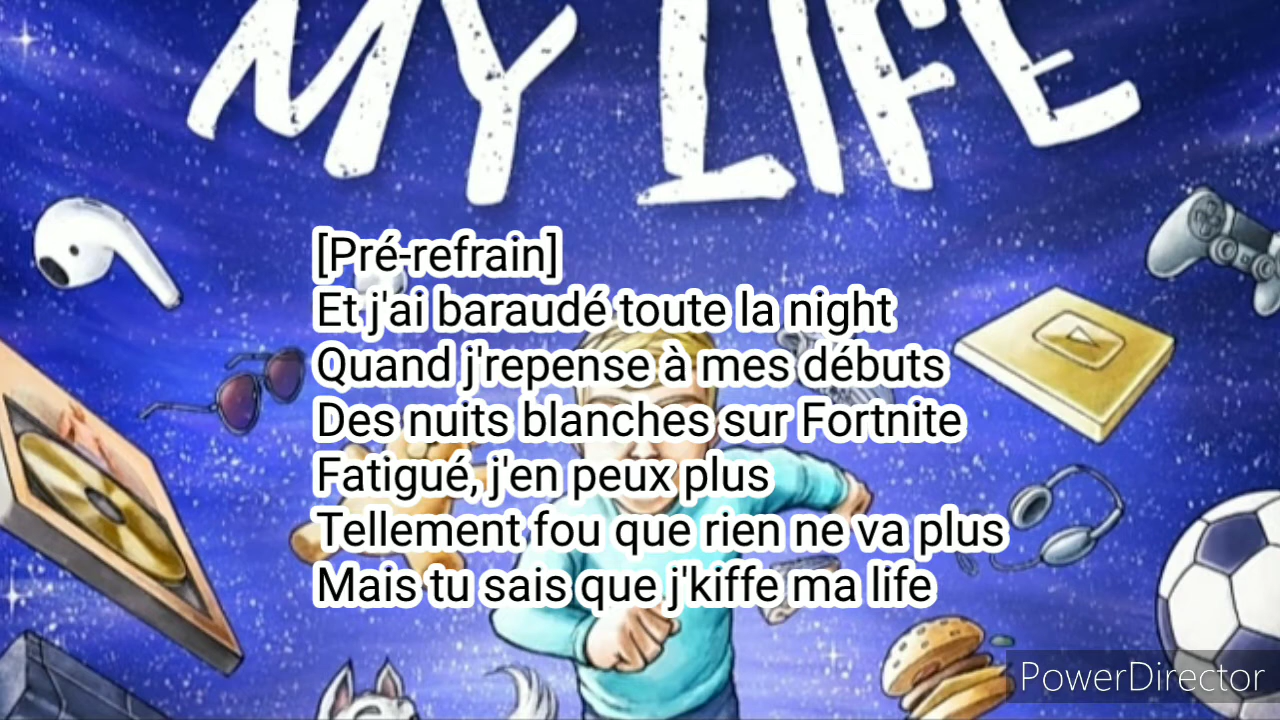 MY LIFE
[Pré-refrain]
Et j'ai baraudé toute la night
Quand j'repense à mes débuts
Des nuits blanches sur Fortnite
Fatigué, j'en peux plus
Tellement fou que rien ne va plus
Mais tu sais que j'kiffe ma life
PowerDirector